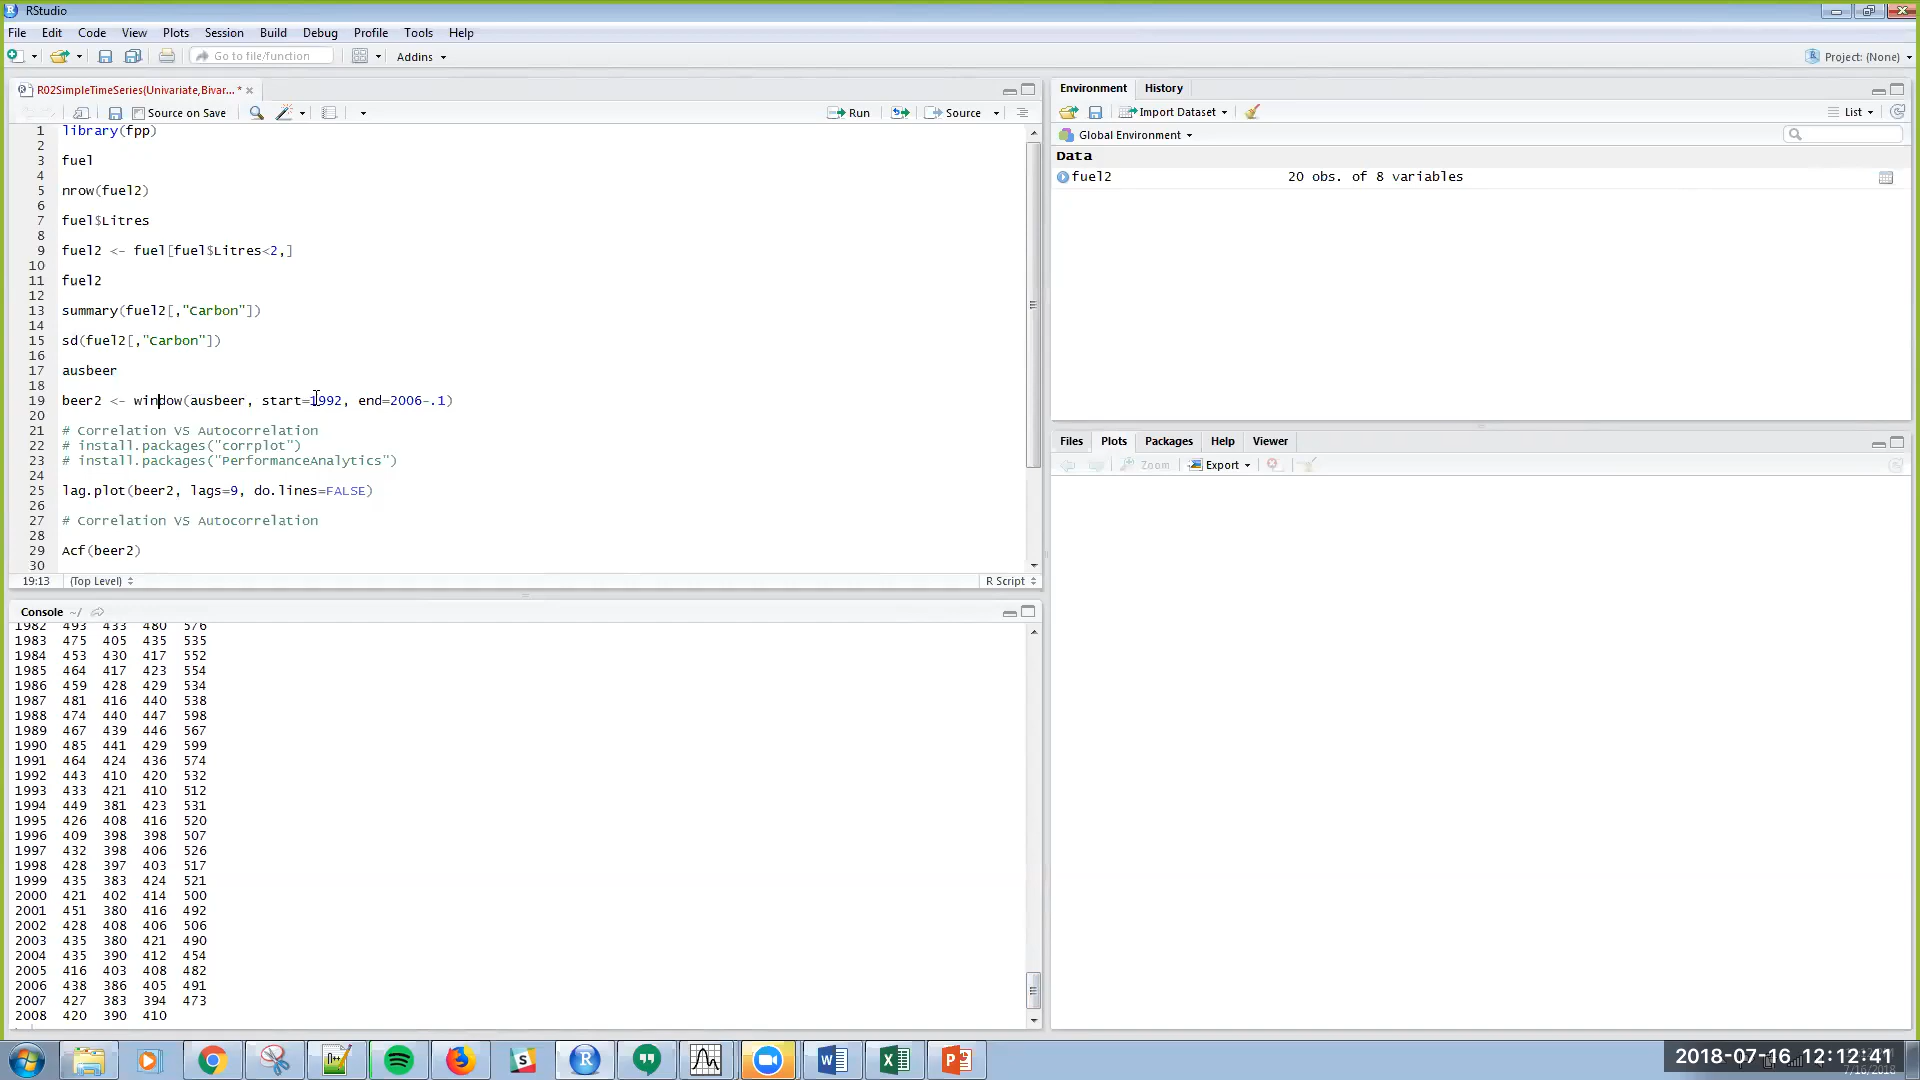 RStudio
File Edit Code View Plots Session Build Debug Profile Tools Help
Go to file/function Addins Project: (None)
R02SimpleTimeSeries(Univariate,Bivar... *
Source on Save Run Source
1 library(fpp)
2
3 fuel
4
5 nrow(fuel2)
6
7 fuel$Litres
8
9 fuel2 <- fuel[fuel$Litres<2,]
10
11 fuel2
12
13 summary(fuel2[,"Carbon"])
14
15 sd(fuel2[,"Carbon"])
16
17 ausbeer
18
19 beer2 <- window(ausbeer, start=1992, end=2006-.1)
20
21 # Correlation VS Autocorrelation
22 # install.packages("corrplot")
23 # install.packages("PerformanceAnalytics")
24
25 lag.plot(beer2, lags=9, do.lines=FALSE)
26
27 # Correlation VS Autocorrelation
28
29 Acf(beer2)
30
19:13 (Top Level) R Script
Console ~/
1982 493 433 480 576
1983 475 405 435 535
1984 453 430 417 552
1985 464 417 423 554
1986 459 428 429 534
1987 481 416 440 538
1988 474 440 447 598
1989 467 439 446 567
1990 485 441 429 599
1991 464 424 436 574
1992 443 410 420 532
1993 433 421 410 512
1994 449 381 423 531
1995 426 408 416 520
1996 409 398 398 507
1997 432 398 406 526
1998 428 397 403 517
1999 435 383 424 521
2000 421 402 414 500
2001 451 380 416 492
2002 428 408 406 506
2003 435 380 421 490
2004 435 390 412 454
2005 416 403 408 482
2006 438 386 405 491
2007 427 383 394 473
2008 420 390 410
Environment History
Import Dataset List
Global Environment
Data
fuel2 20 obs. of 8 variables
Files Plots Packages Help Viewer
Zoom Export
2018-07-16 12:12:41
7/16/2018